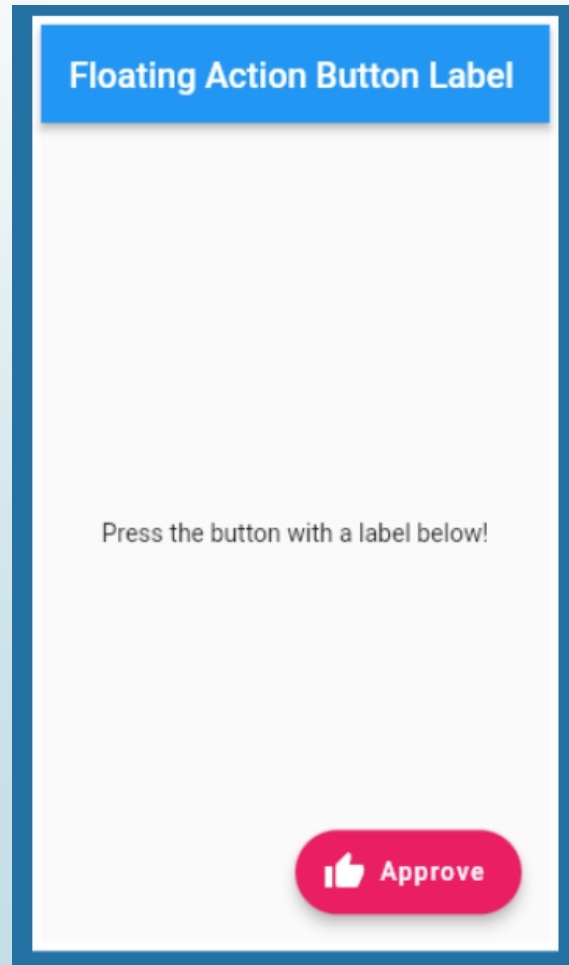 Floating Action Button Label
Press the button with a label below!
Approve